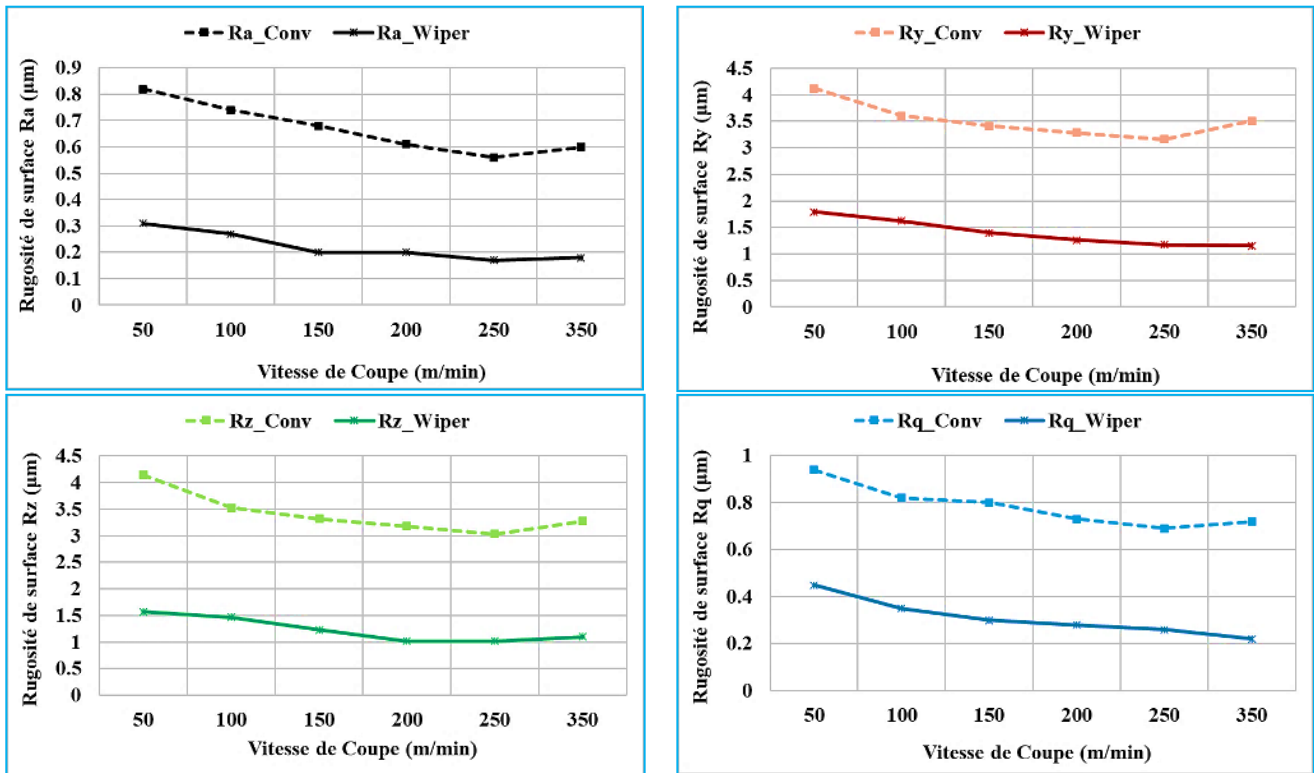 Ra_Conv Ra_Wiper
Rugosité de surface Ra (µm)
0.9
0.8
0.7
0.6
0.5
0.4
0.3
0.2
0.1
0
50 100 150 200 250 350
Vitesse de Coupe (m/min)
Ry_Conv Ry_Wiper
Rugosité de surface Ry (µm)
4.5
4
3.5
3
2.5
2
1.5
1
0.5
0
50 100 150 200 250 350
Vitesse de Coupe (m/min)
Rz_Conv Rz_Wiper
Rugosité de surface Rz (µm)
4.5
4
3.5
3
2.5
2
1.5
1
0.5
0
50 100 150 200 250 350
Vitesse de Coupe (m/min)
Rq_Conv Rq_Wiper
Rugosité de surface Rq (µm)
1
0.8
0.6
0.4
0.2
0
50 100 150 200 250 350
Vitesse de Coupe (m/min)